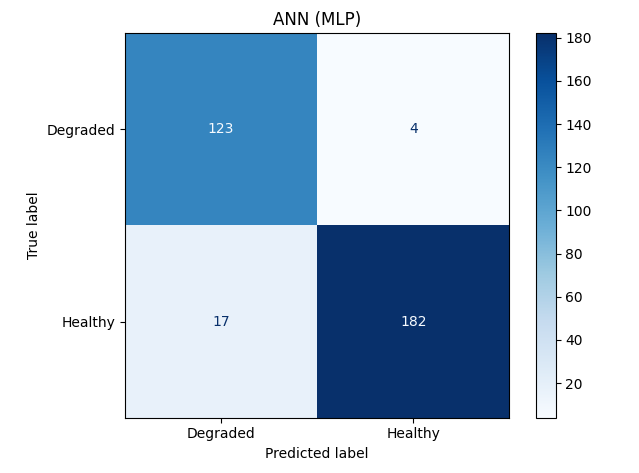 ANN (MLP)
True label
Degraded
123
4
Healthy
17
182
Degraded
Healthy
Predicted label
180
160
140
120
100
80
60
40
20